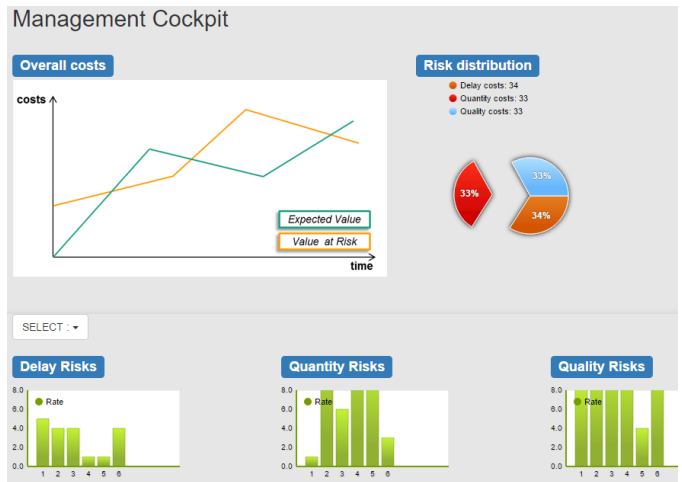 Management Cockpit
Overall costs
Risk distribution
Delay costs: 34
Quantity costs: 33
Quality costs: 33
costs
33%
33%
34%
Expected Value
Value at Risk
time
SELECT :
Delay Risks
Quantity Risks
Quality Risks
8.0
6.0
4.0
2.0
0.0
Rate
1 2 3 4 5 6
8.0
6.0
4.0
2.0
0.0
Rate
1 2 3 4 5 6
8.0
6.0
4.0
2.0
0.0
Rate
1 2 3 4 5 6